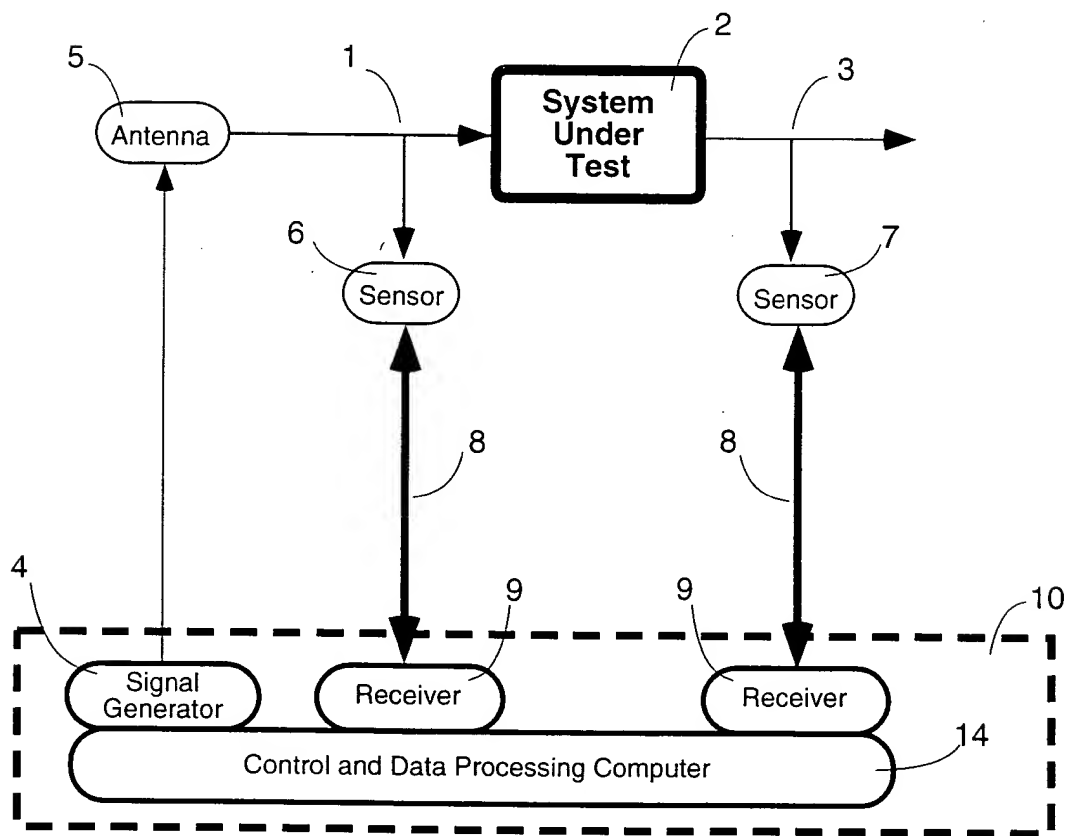 5
1
2
3
Antenna
System
Under
Test
6
7
Sensor
Sensor
8
8
4
9
9
10
Signal
Generator
Receiver
Receiver
14
Control and Data Processing Computer